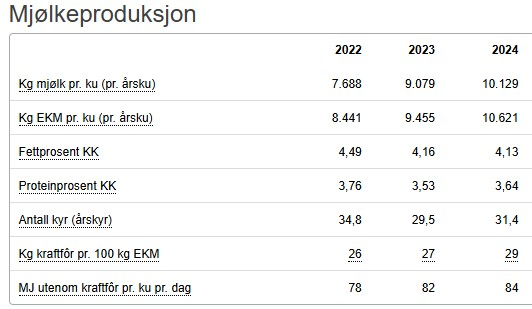 Mjølkeproduksjon
2022 2023 2024
Kg mjølk pr. ku (pr. årsku) 7.688 9.079 10.129
Kg EKM pr. ku (pr. årsku) 8.441 9.455 10.621
Fettprosent KK 4,49 4,16 4,13
Proteinprosent KK 3,76 3,53 3,64
Antall kyr (årskyr) 34,8 29,5 31,4
Kg kraftfôr pr. 100 kg EKM 26 27 29
MJ utenom kraftfôr pr. ku pr. dag 78 82 84